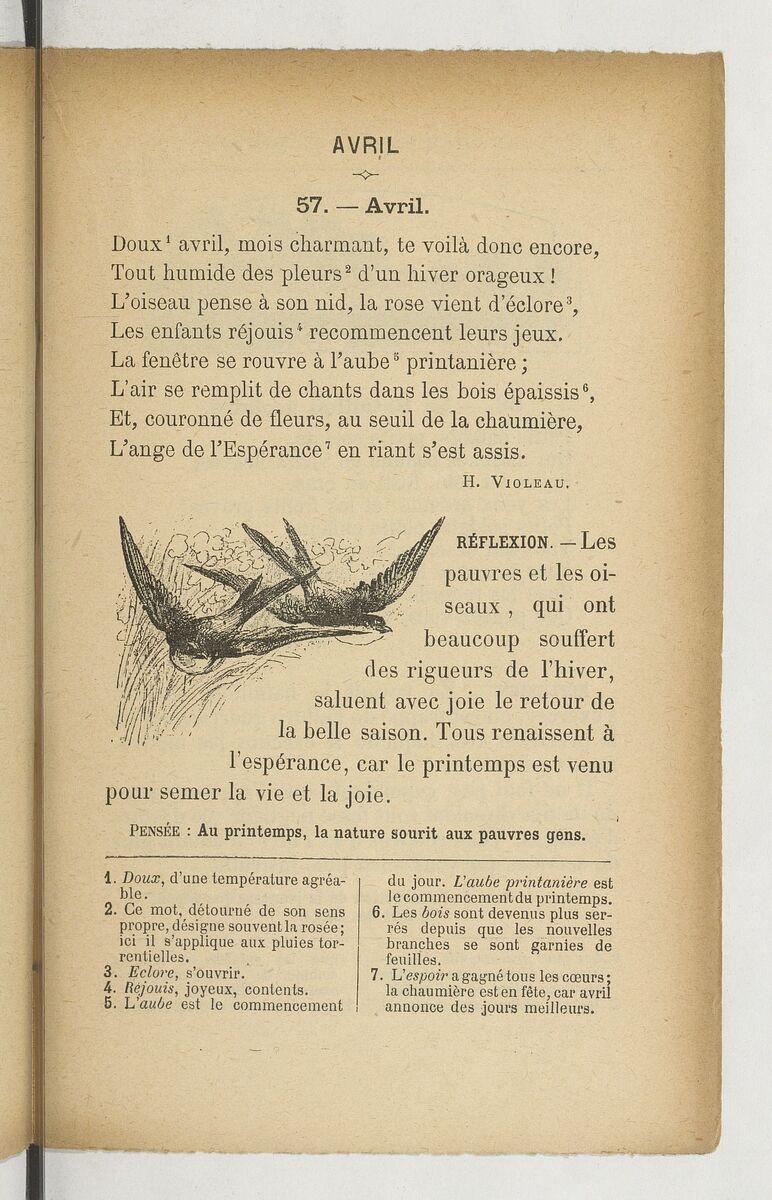 AVRIL
57. — Avril.
Doux¹ avril, mois charmant, te voilà donc encore,
Tout humide des pleurs² d'un hiver orageux !
L'oiseau pense à son nid, la rose vient d'éclore³,
Les enfants réjouis⁴ recommencent leurs jeux.
La fenêtre se rouvre à l'aube⁵ printanière ;
L'air se remplit de chants dans les bois épaissis⁶,
Et, couronné de fleurs, au seuil de la chaumière,
L'ange de l'Espérance⁷ en riant s'est assis.
H. VIOLEAU.
RÉFLEXION. — Les
pauvres et les oi-
seaux, qui ont
beaucoup souffert
des rigueurs de l'hiver,
saluent avec joie le retour de
la belle saison. Tous renaissent à
l'espérance, car le printemps est venu
pour semer la vie et la joie.
PENSÉE : Au printemps, la nature sourit aux pauvres gens.
1. Doux, d'une température agréa-
ble.
2. Ce mot, détourné de son sens
propre, désigne souvent la rosée ;
ici il s'applique aux pluies tor-
rentielles.
3. Eclore, s'ouvrir.
4. Réjouis, joyeux, contents.
5. L'aube est le commencement
du jour. L'aube printanière est
le commencement du printemps.
6. Les bois sont devenus plus ser-
rés depuis que les nouvelles
branches se sont garnies de
feuilles.
7. L'espoir a gagné tous les cœurs ;
la chaumière est en fête, car avril
annonce des jours meilleurs.